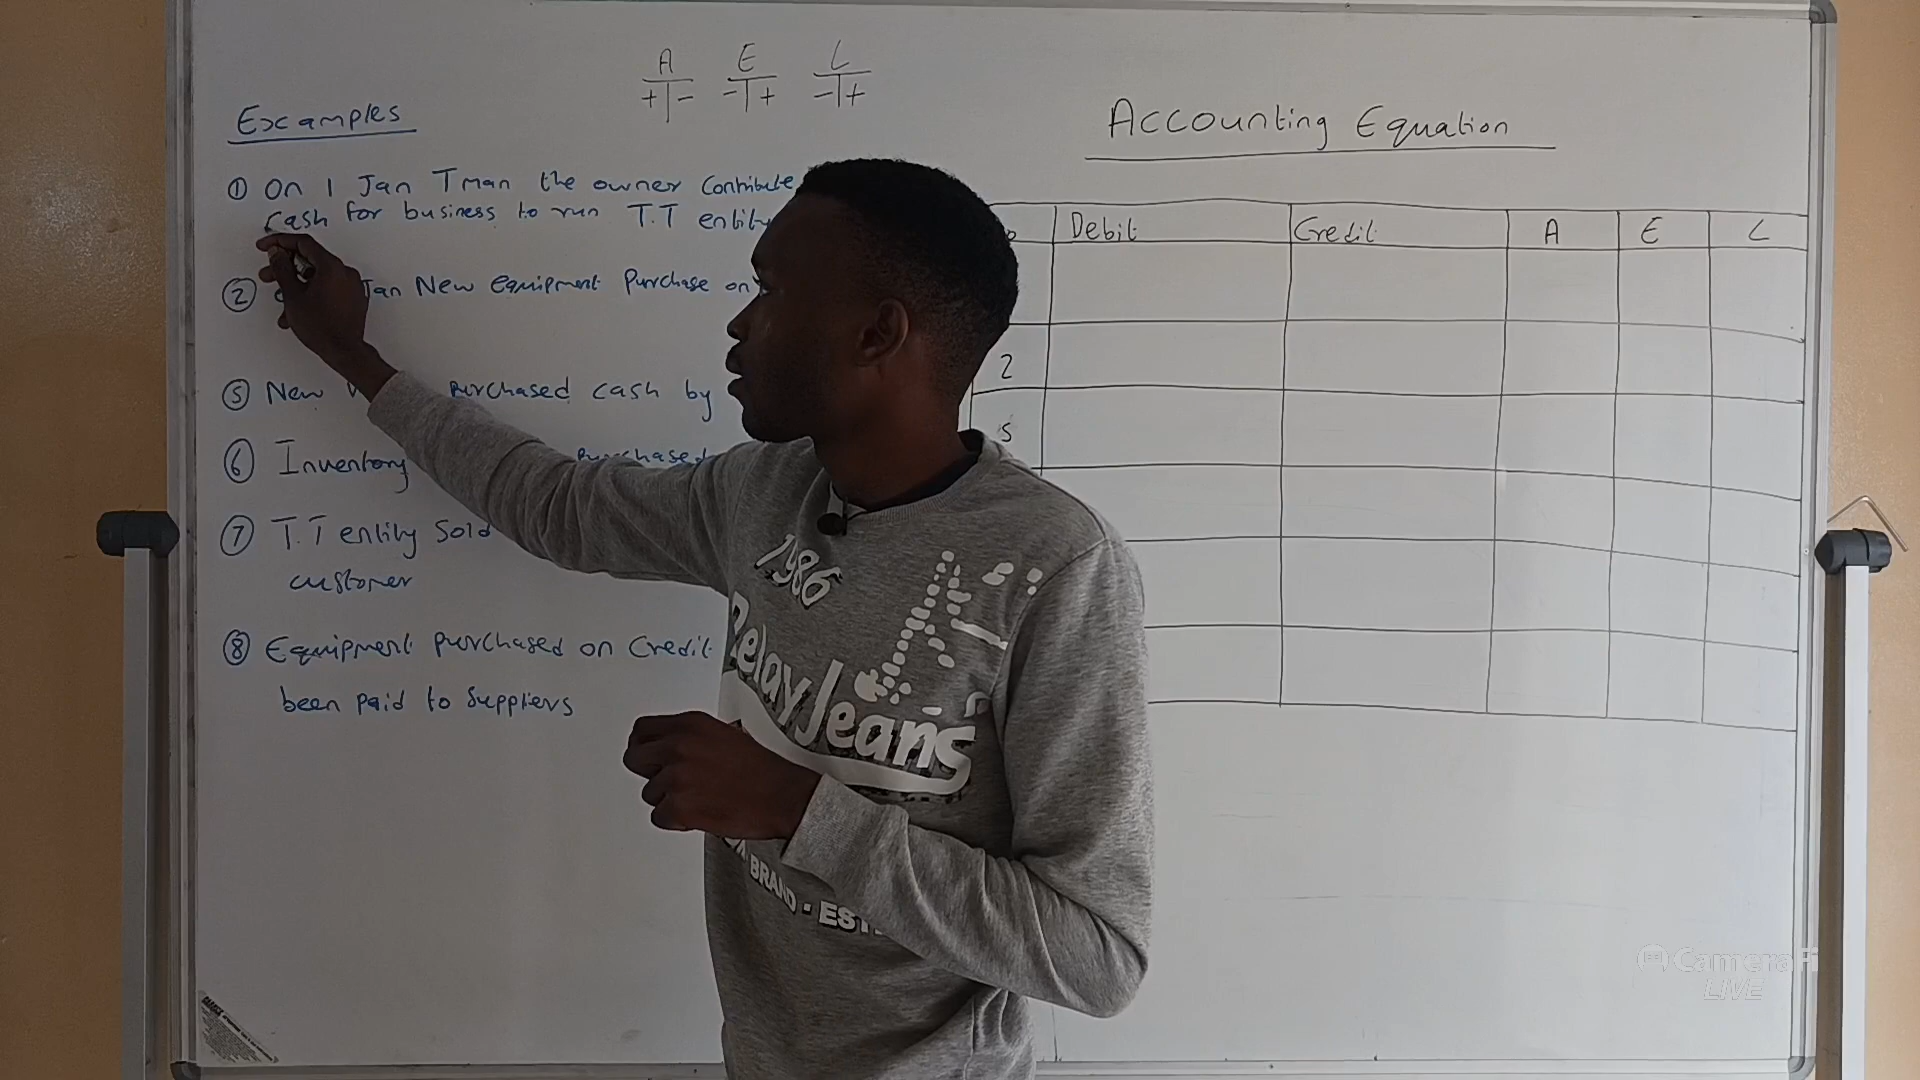 A E L
+ - - + - +
Examples
Accounting Equation
① On 1 Jan Tman the owner Contribute
Cash for business to run T.T entity
Debit Credit A E L
② Jan New equipment Purchase on
2
⑤ New Purchased cash by
5
⑥ Inventory Purchased
⑦ T.T entity Sold
customer
⑧ Equipment purchased on Credit
been paid to Suppliers
1986
RelayJeans
BRAND - EST
CameraFi
LIVE